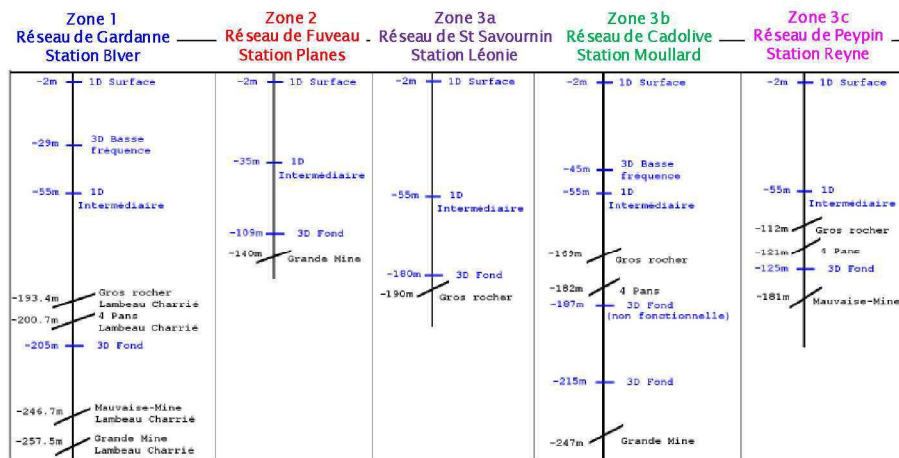 Zone 1
Réseau de Gardanne
Station Biver
Zone 2
Réseau de Fuveau
Station Planes
Zone 3a
Réseau de St Savournin
Station Léonie
Zone 3b
Réseau de Cadolive
Station Moullard
Zone 3c
Réseau de Peypin
Station Reyne
-2m 1D Surface
-29m 3D Basse
fréquence
-55m 1D
Intermédiaire
-193.4m Gros rocher
Lambeau Charrié
-200.7m 4 Pans
Lambeau Charrié
-205m 3D Fond
-246.7m Mauvaise-Mine
Lambeau Charrié
-257.5m Grande Mine
Lambeau Charrié
-2m 1D Surface
-35m 1D
Intermédiaire
-109m 3D Fond
-140m Grande Mine
-2m 1D Surface
-55m 1D
Intermédiaire
-180m 3D Fond
-190m Gros rocher
-2m 1D Surface
-45m 3D Basse
fréquence
-55m 1D
Intermédiaire
-169m Gros rocher
-182m 4 Pans
-187m 3D Fond
(non fonctionnelle)
-215m 3D Fond
-247m Grande Mine
-2m 1D Surface
-55m 1D
Intermédiaire
-112m Gros rocher
-121m 4 Pans
-125m 3D Fond
-181m Mauvaise-Mine